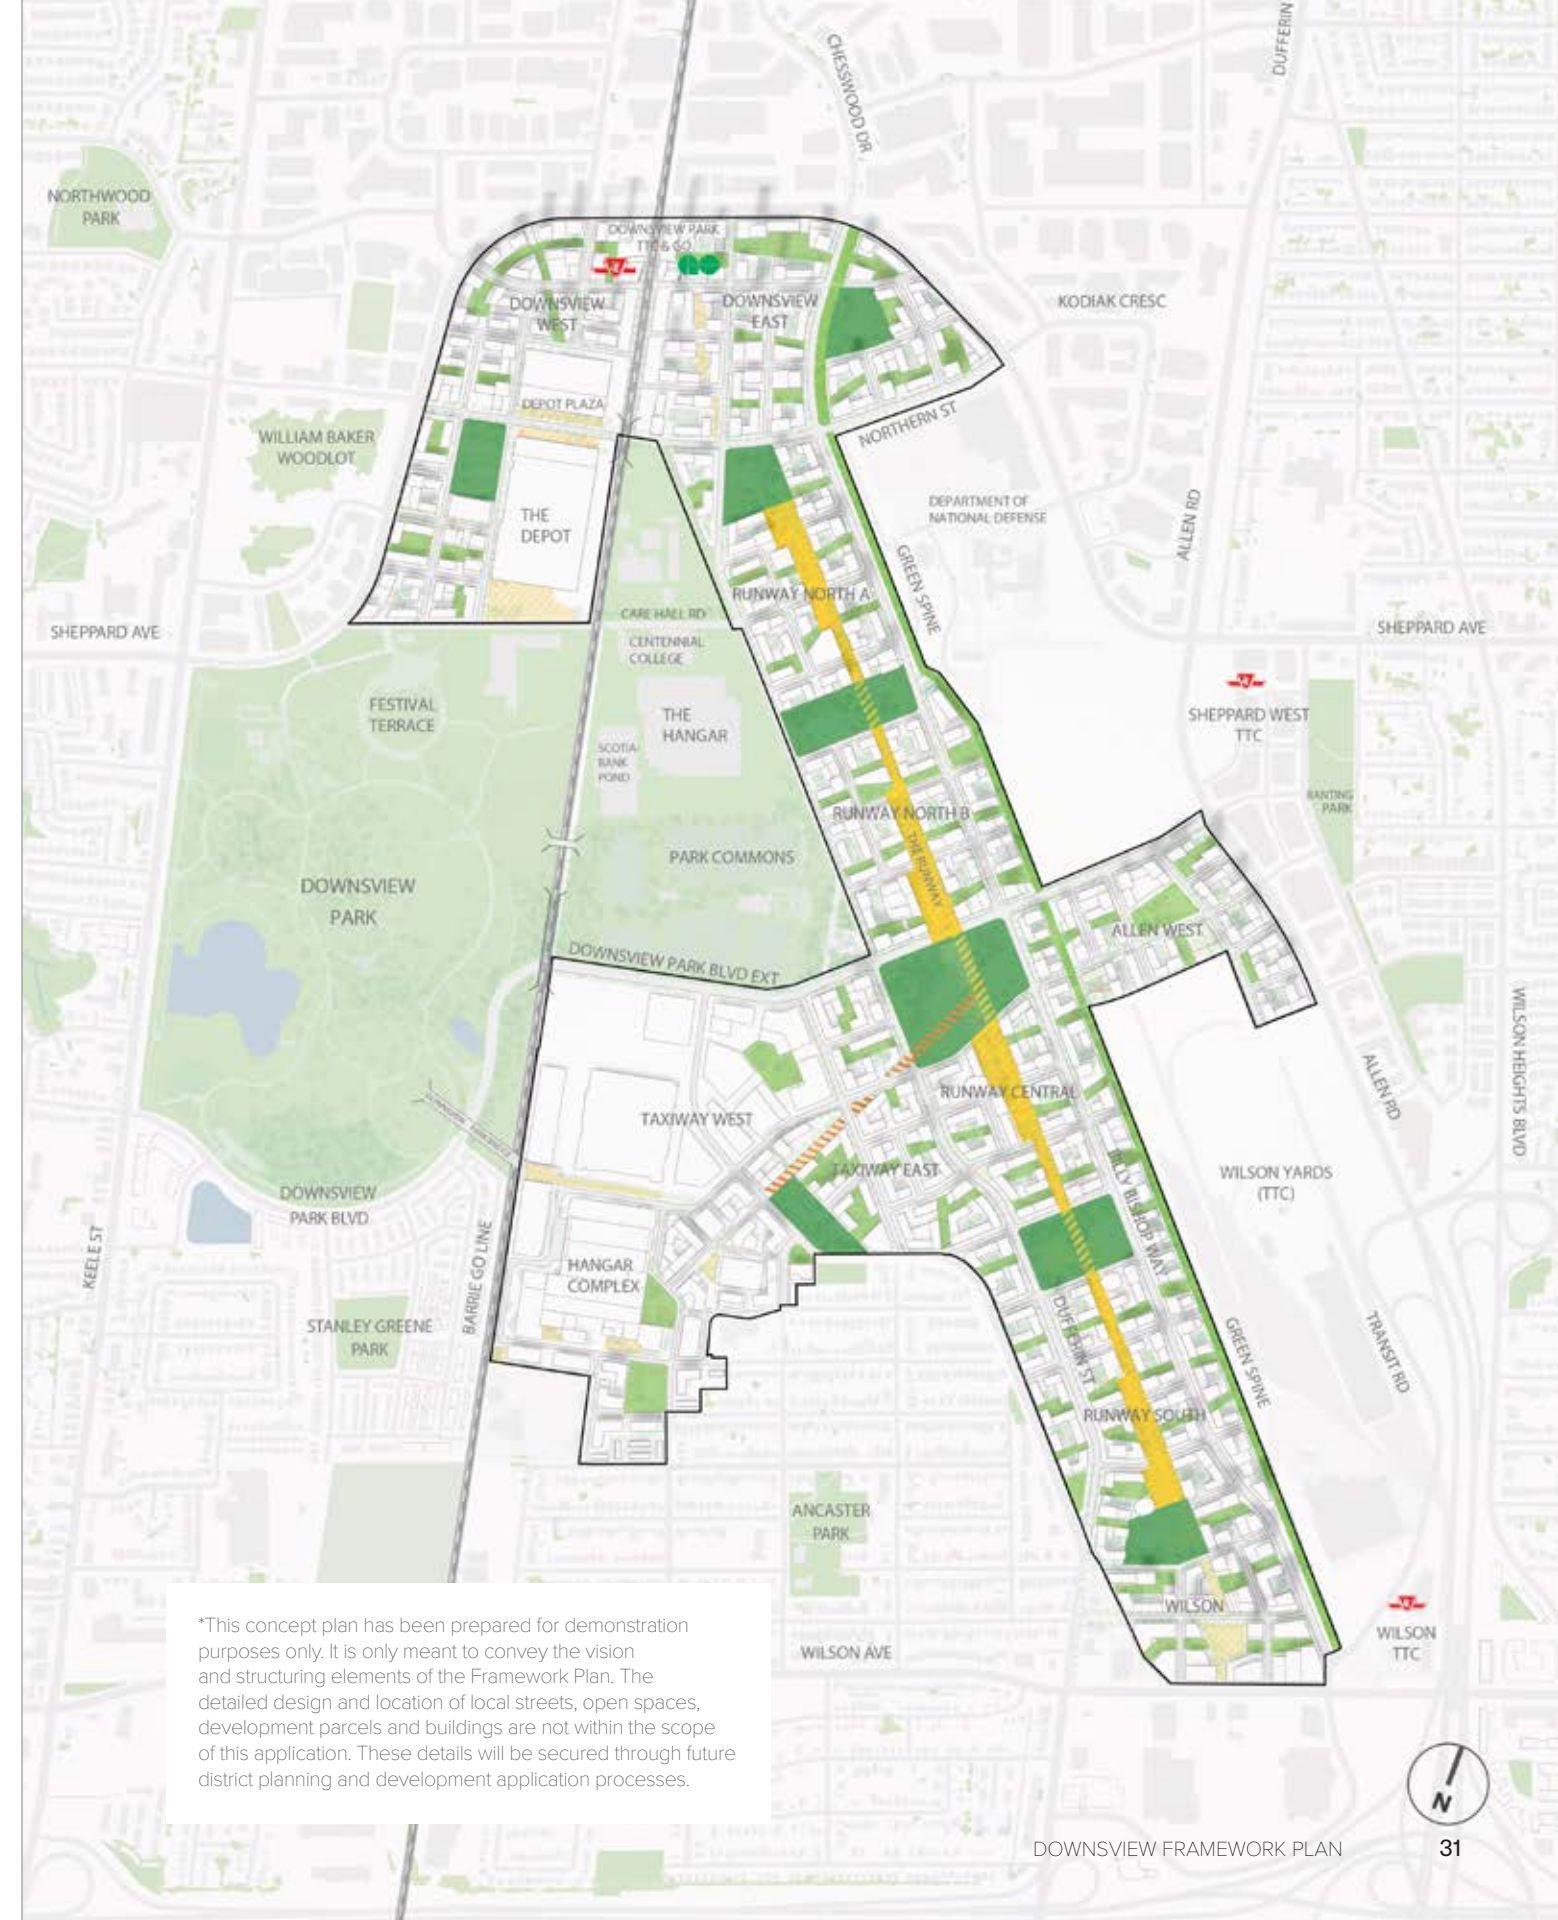 DUFFERIN
CHESSWOOD DR
NORTHWOOD
PARK
DOWNSVIEW PARK
TTC & GO
DOWNSVIEW
WEST
DOWNSVIEW
EAST
KODIAK CRESC
DEPOT PLAZA
NORTHERN ST
WILLIAM BAKER
WOODLOT
THE
DEPOT
DEPARTMENT OF
NATIONAL DEFENSE
ALLEN RD
GREEN SPINE
RUNWAY NORTH A
CARL HALL RD
SHEPPARD AVE
SHEPPARD AVE
CENTENNIAL
COLLEGE
FESTIVAL
TERRACE
THE
HANGAR
SCOTIA-
BANK
POND
SHEPPARD WEST
TTC
BANTING
PARK
RUNWAY NORTH B
THE RUNWAY
PARK COMMONS
DOWNSVIEW
PARK
ALLEN WEST
DOWNSVIEW PARK BLVD EXT
WILSON HEIGHTS BLVD
ALLEN RD
RUNWAY CENTRAL
TAXIWAY WEST
TAXIWAY EAST
BILLY BISHOP WAY
WILSON YARDS
(TTC)
DOWNSVIEW
PARK BLVD
KEELE ST
BARRIE GO LINE
HANGAR
COMPLEX
STANLEY GREENE
PARK
DUFFERIN ST
GREEN SPINE
TRANSIT RD
RUNWAY SOUTH
ANCASTER
PARK
WILSON
WILSON AVE
WILSON
TTC
*This concept plan has been prepared for demonstration
purposes only. It is only meant to convey the vision
and structuring elements of the Framework Plan. The
detailed design and location of local streets, open spaces,
development parcels and buildings are not within the scope
of this application. These details will be secured through future
district planning and development application processes.
N
DOWNSVIEW FRAMEWORK PLAN
31